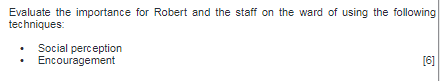 Evaluate the importance for Robert and the staff on the ward of using the following
techniques:
• Social perception
• Encouragement [6]